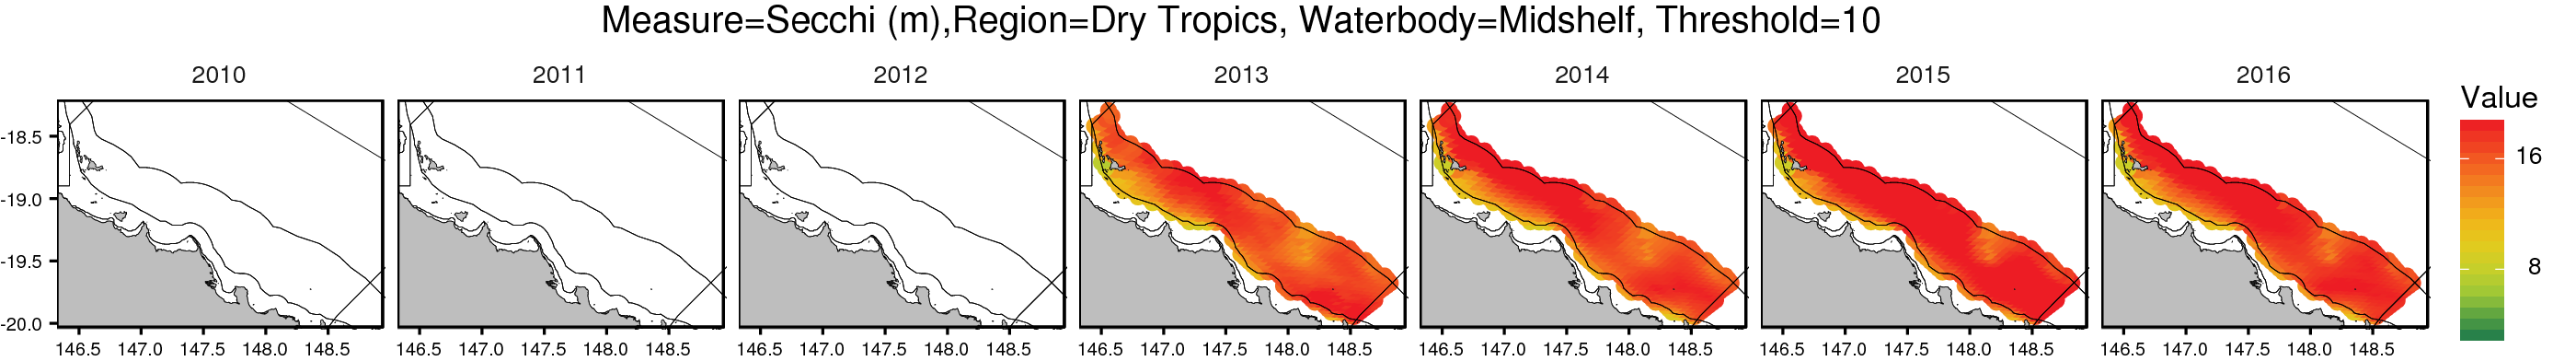 Measure=Secchi (m),Region=Dry Tropics, Waterbody=Midshelf, Threshold=10
2010 2011 2012 2013 2014 2015 2016
Value
-18.5
-19.0
-19.5
-20.0
16
8
146.5 147.0 147.5 148.0 148.5 146.5 147.0 147.5 148.0 148.5 146.5 147.0 147.5 148.0 148.5 146.5 147.0 147.5 148.0 148.5 146.5 147.0 147.5 148.0 148.5 146.5 147.0 147.5 148.0 148.5 146.5 147.0 147.5 148.0 148.5